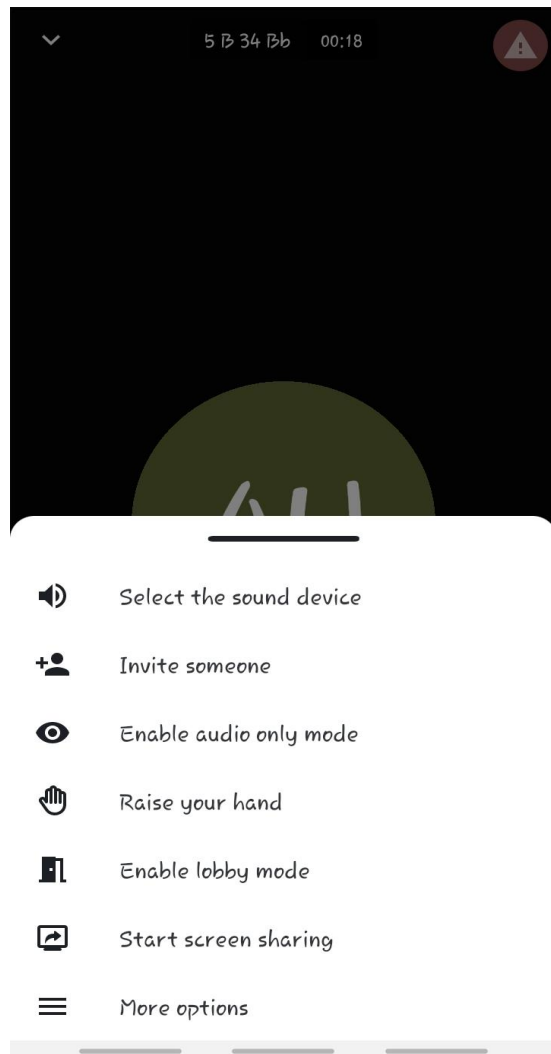 5 B 34 Bb 00:18
Select the sound device
Invite someone
Enable audio only mode
Raise your hand
Enable lobby mode
Start screen sharing
More options